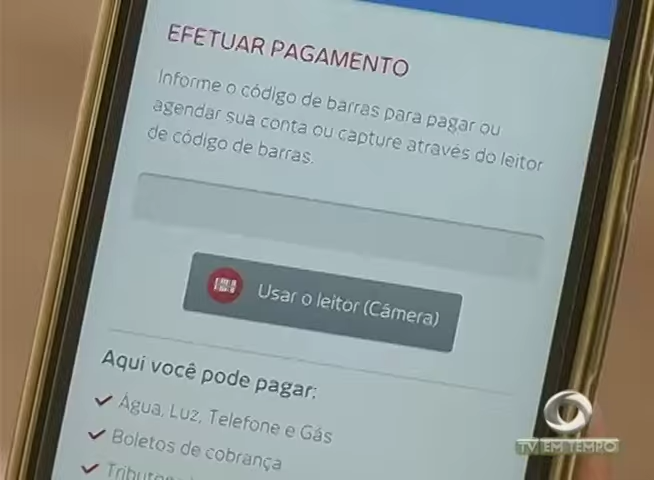 EFETUAR PAGAMENTO
Informe o código de barras para pagar ou
agendar sua conta ou capture através do leitor
de código de barras.
Usar o leitor (Câmera)
Aqui você pode pagar:
Água, Luz, Telefone e Gás
Boletos de cobrança
TV EM TEMPO